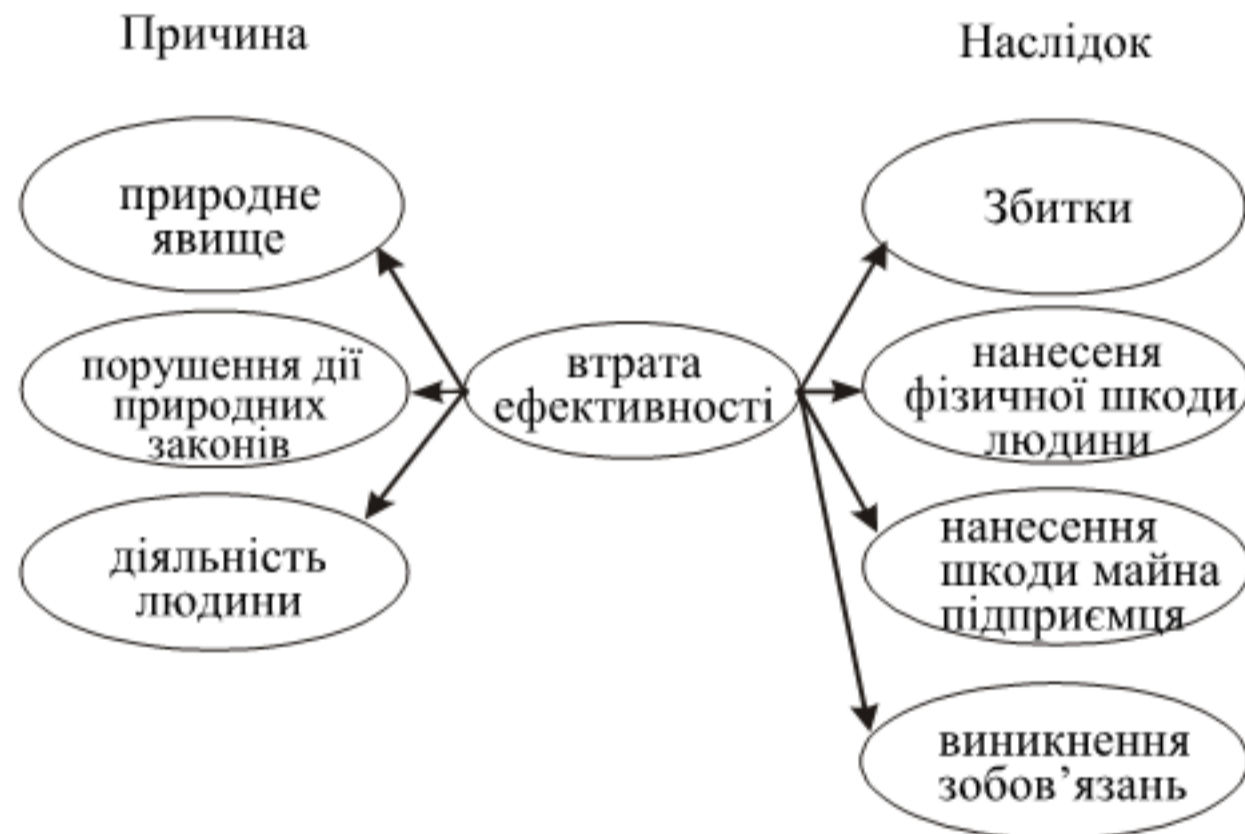 Причина
Наслідок
природне
явище
порушення дії
природних
законів
діяльність
людини
втрата
ефективності
Збитки
нанесеня
фізичної шкоди
людини
нанесення
шкоди майна
підприємця
виникнення
зобов’язань